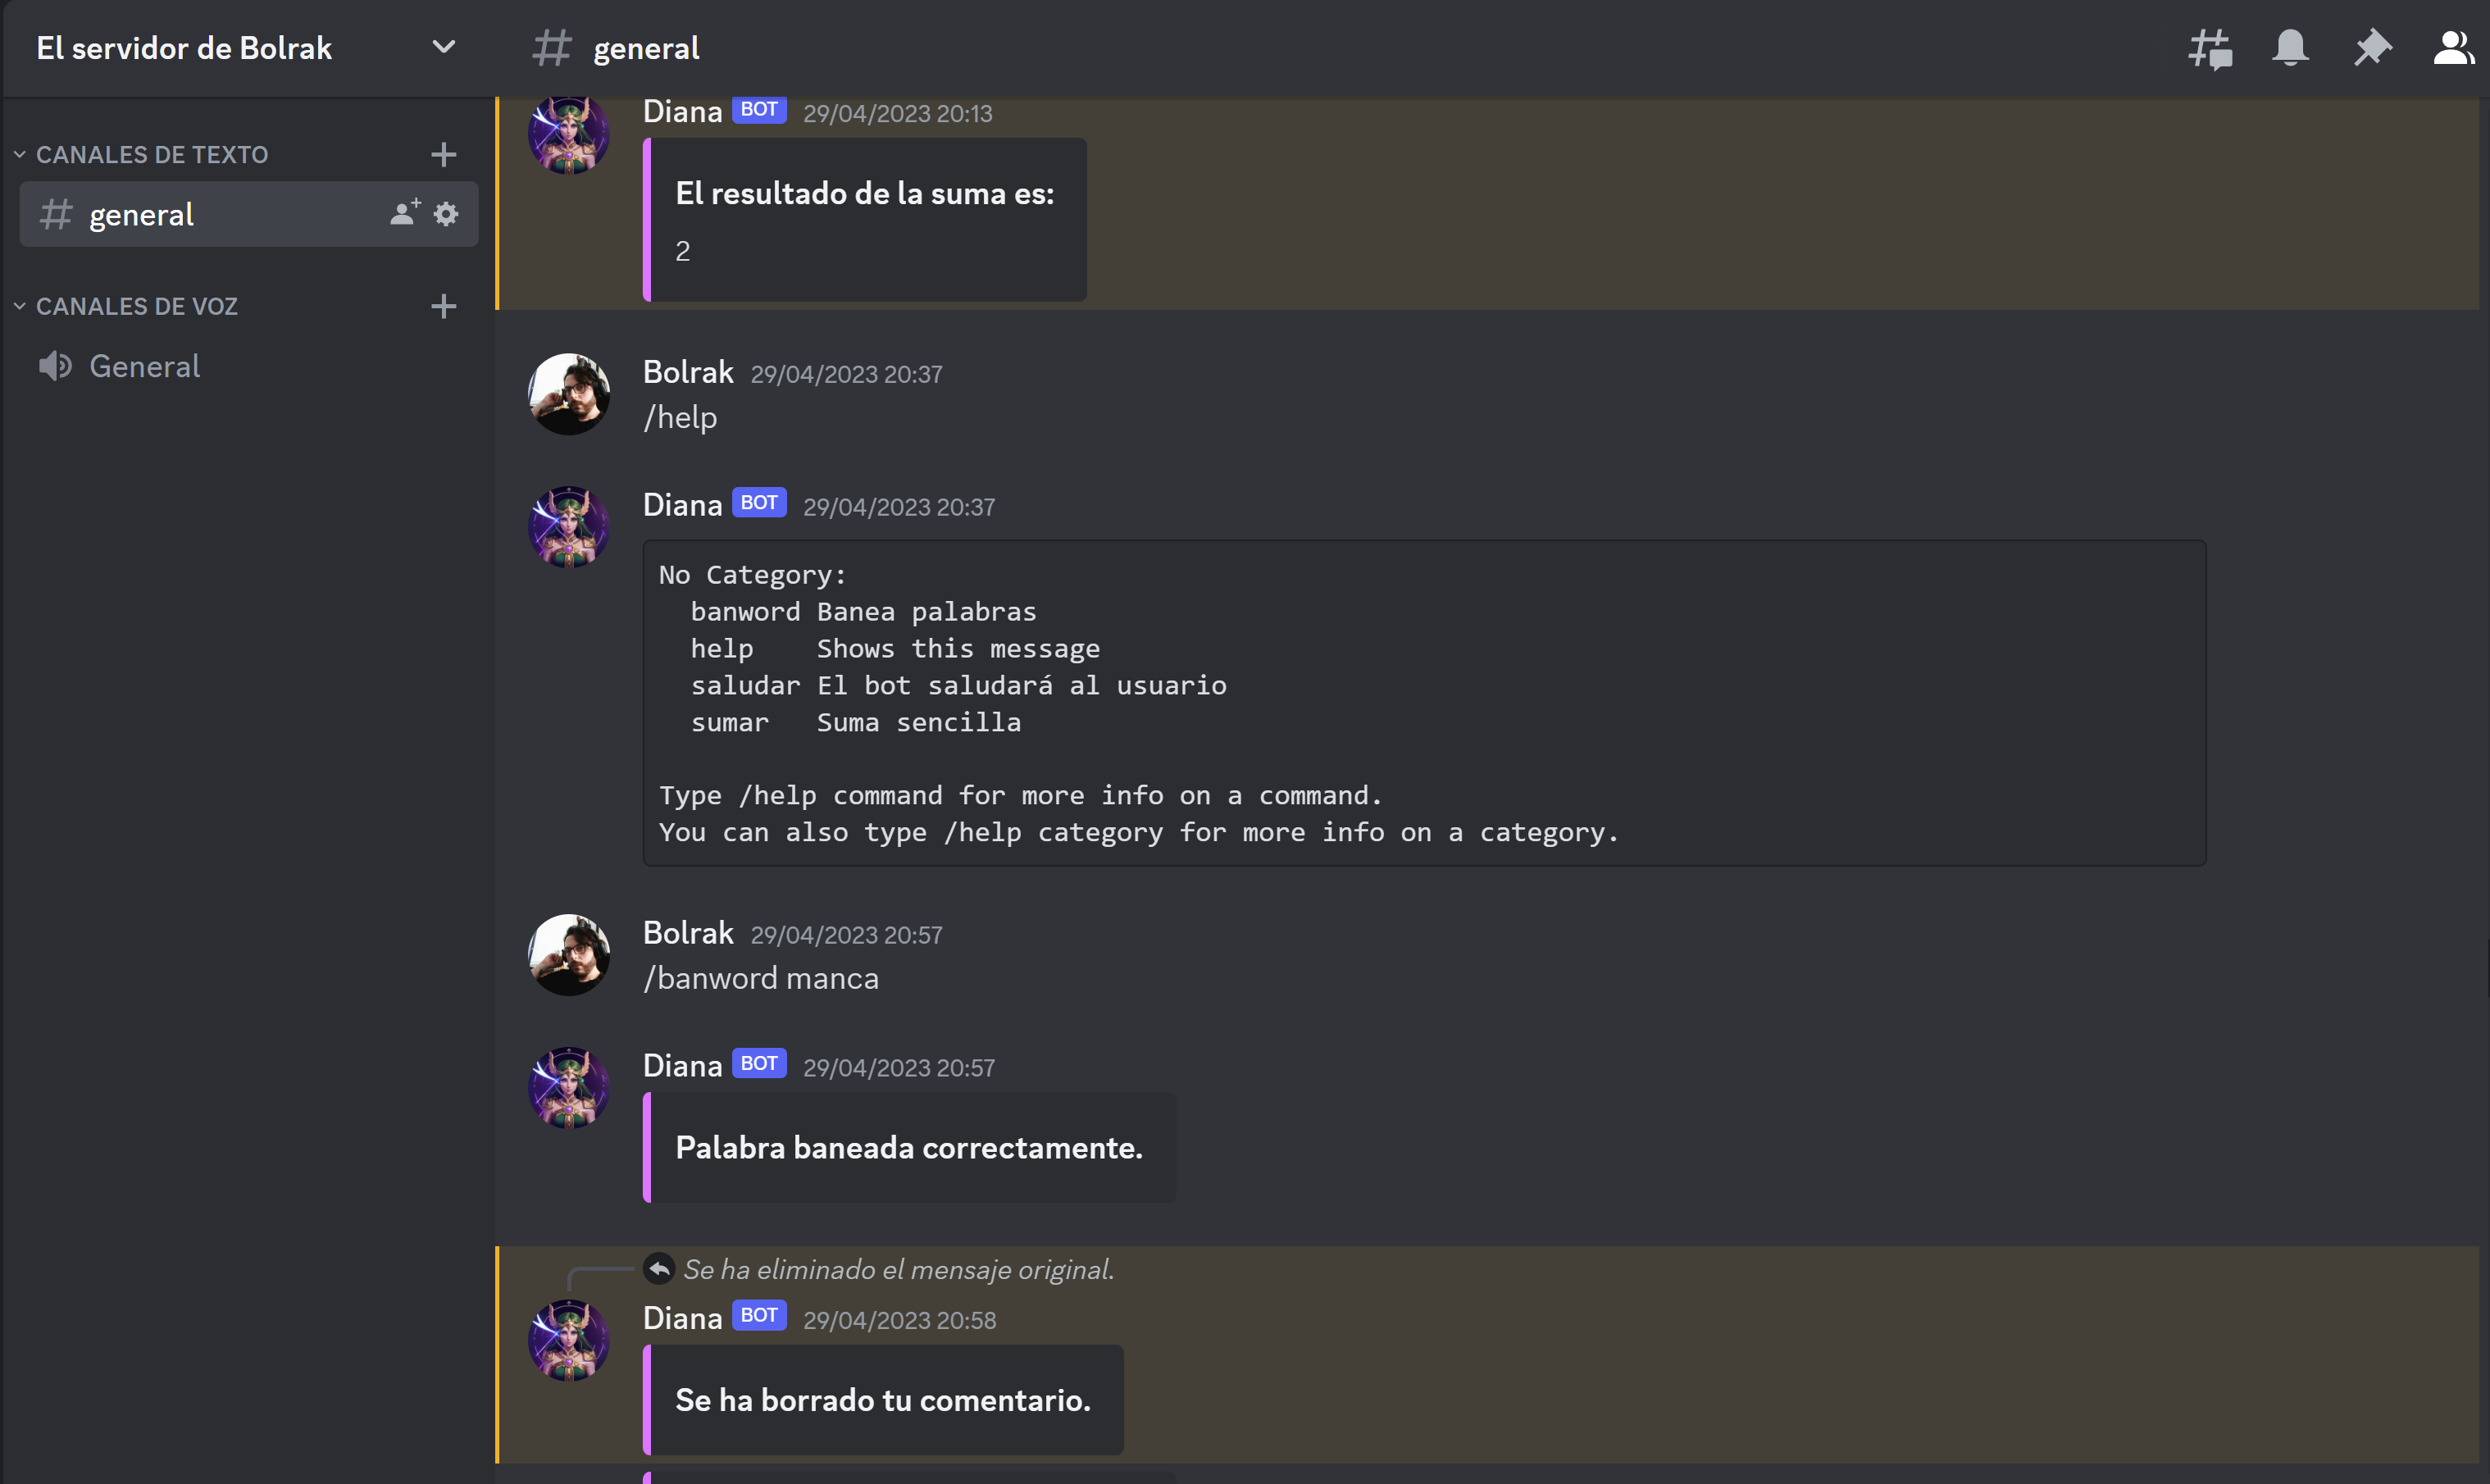 El servidor de Bolrak
general
CANALES DE TEXTO
general
CANALES DE VOZ
General
Diana BOT 29/04/2023 20:13
El resultado de la suma es:
2
Bolrak 29/04/2023 20:37
/help
Diana BOT 29/04/2023 20:37
No Category:
banword Banea palabras
help    Shows this message
saludar El bot saludará al usuario
sumar   Suma sencilla
Type /help command for more info on a command.
You can also type /help category for more info on a category.
Bolrak 29/04/2023 20:57
/banword manca
Diana BOT 29/04/2023 20:57
Palabra baneada correctamente.
Se ha eliminado el mensaje original.
Diana BOT 29/04/2023 20:58
Se ha borrado tu comentario.